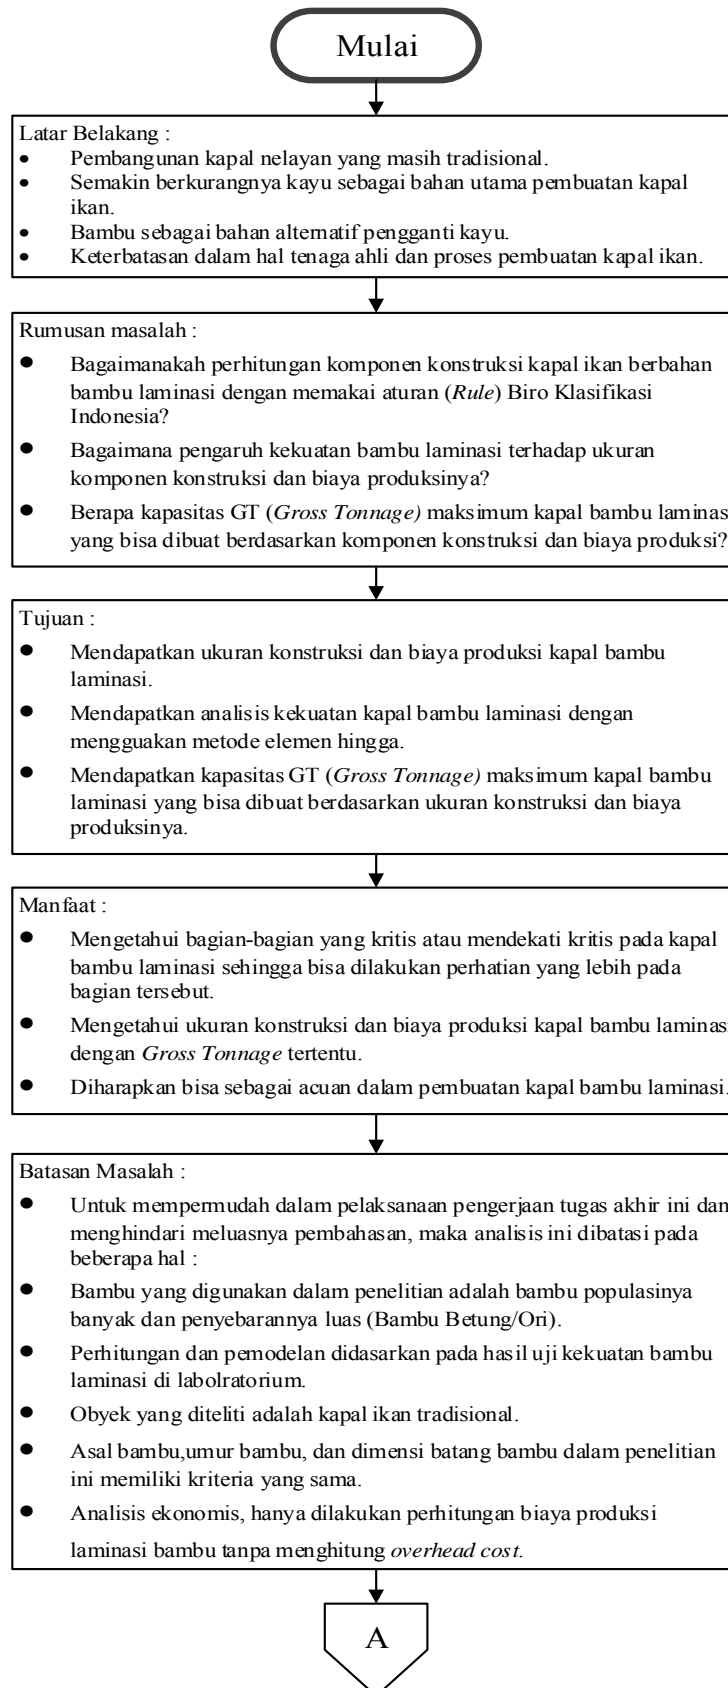 Mulai
Latar Belakang :
• Pembangunan kapal nelayan yang masih tradisional.
• Semakin berkurangnya kayu sebagai bahan utama pembuatan kapal
ikan.
• Bambu sebagai bahan alternatif pengganti kayu.
• Keterbatasan dalam hal tenaga ahli dan proses pembuatan kapal ikan.
Rumusan masalah :
• Bagaimanakah perhitungan komponen konstruksi kapal ikan berbahan
bambu laminasi dengan memakai aturan (Rule) Biro Klasifikasi
Indonesia?
• Bagaimana pengaruh kekuatan bambu laminasi terhadap ukuran
komponen konstruksi dan biaya produksinya?
• Berapa kapasitas GT (Gross Tonnage) maksimum kapal bambu laminas
yang bisa dibuat berdasarkan komponen konstruksi dan biaya produksi?
Tujuan :
• Mendapatkan ukuran konstruksi dan biaya produksi kapal bambu
laminasi.
• Mendapatkan analisis kekuatan kapal bambu laminasi dengan
mengguakan metode elemen hingga.
• Mendapatkan kapasitas GT (Gross Tonnage) maksimum kapal bambu
laminasi yang bisa dibuat berdasarkan ukuran konstruksi dan biaya
produksinya.
Manfaat :
• Mengetahui bagian-bagian yang kritis atau mendekati kritis pada kapal
bambu laminasi sehingga bisa dilakukan perhatian yang lebih pada
bagian tersebut.
• Mengetahui ukuran konstruksi dan biaya produksi kapal bambu laminas
dengan Gross Tonnage tertentu.
• Diharapkan bisa sebagai acuan dalam pembuatan kapal bambu laminasi.
Batasan Masalah :
• Untuk mempermudah dalam pelaksanaan pengerjaan tugas akhir ini dan
menghindari meluasnya pembahasan, maka analisis ini dibatasi pada
beberapa hal :
• Bambu yang digunakan dalam penelitian adalah bambu populasinya
banyak dan penyebarannya luas (Bambu Betung/Ori).
• Perhitungan dan pemodelan didasarkan pada hasil uji kekuatan bambu
laminasi di labolratorium.
• Obyek yang diteliti adalah kapal ikan tradisional.
• Asal bambu,umur bambu, dan dimensi batang bambu dalam penelitian
ini memiliki kriteria yang sama.
• Analisis ekonomis, hanya dilakukan perhitungan biaya produksi
laminasi bambu tanpa menghitung overhead cost.
A